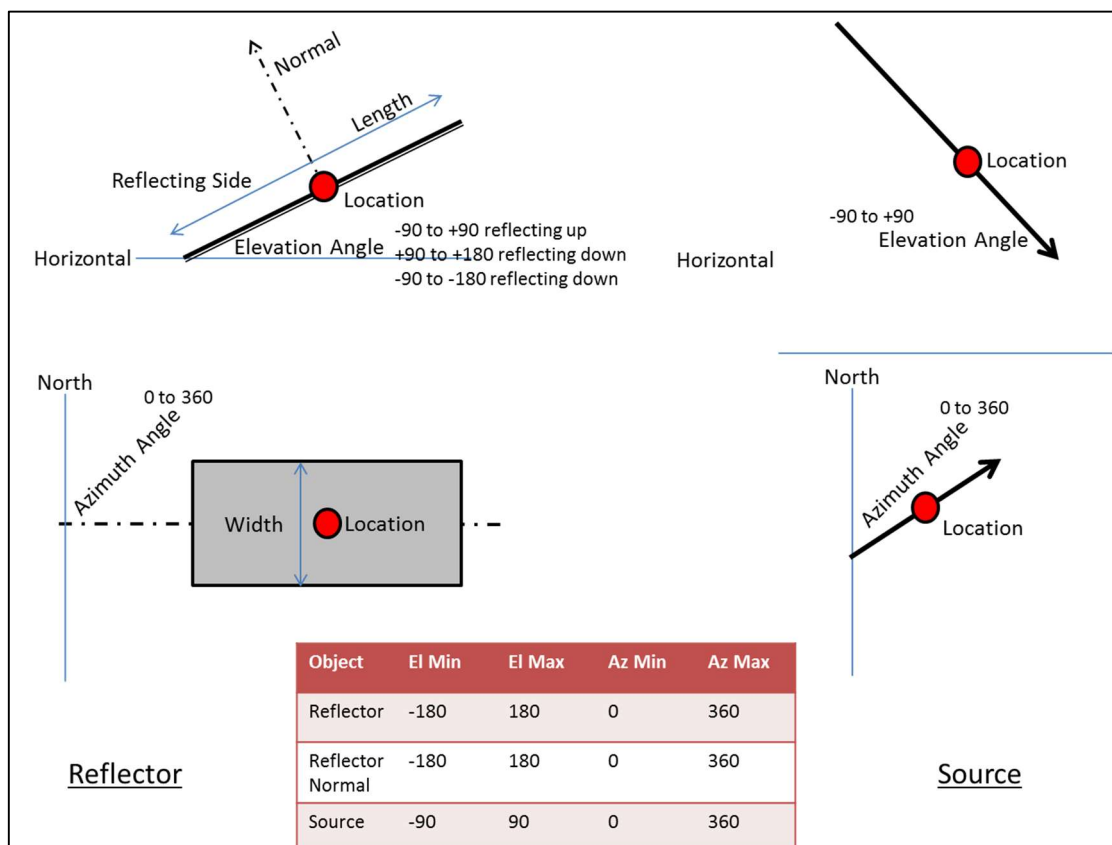 Normal
Length
Reflecting Side
Location
Elevation Angle
-90 to +90 reflecting up
+90 to +180 reflecting down
-90 to -180 reflecting down
Horizontal
Location
-90 to +90
Elevation Angle
Horizontal
North
0 to 360
Azimuth Angle
Width
Location
North
0 to 360
Azimuth Angle
Location
Object El Min El Max Az Min Az Max
Reflector -180 180 0 360
Reflector Normal -180 180 0 360
Source -90 90 0 360
Reflector
Source